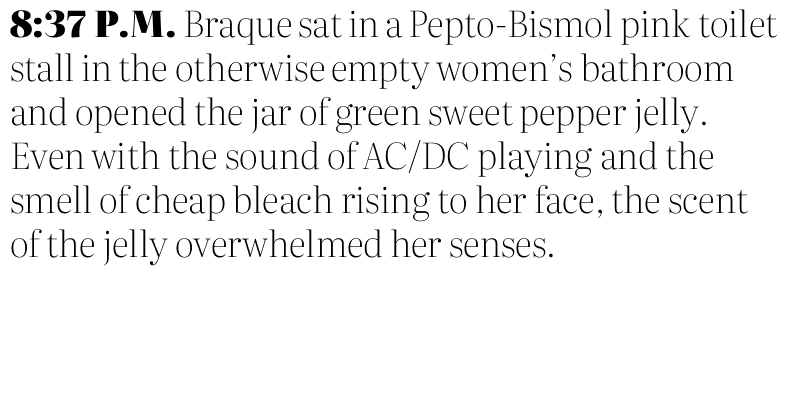 8:37 P.M. Braque sat in a Pepto-Bismol pink toilet
stall in the otherwise empty women’s bathroom
and opened the jar of green sweet pepper jelly.
Even with the sound of AC/DC playing and the
smell of cheap bleach rising to her face, the scent
of the jelly overwhelmed her senses.